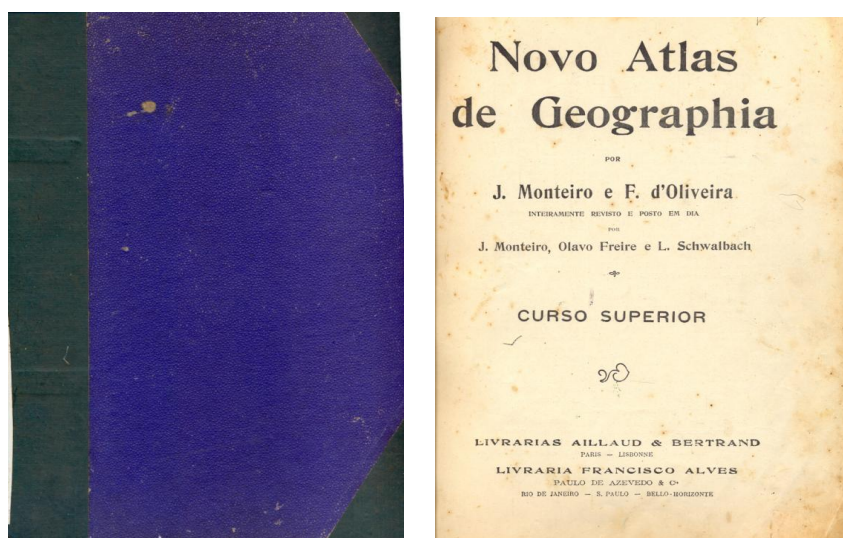 Novo Atlas
de Geographia
POR
J. Monteiro e F. d'Oliveira
INTEIRAMENTE REVISTO E POSTO EM DIA
POR
J. Monteiro, Olavo Freire e L. Schwalbach
CURSO SUPERIOR
LIVRARIAS AILLAUD & BERTRAND
PARIS — LISBONNE
LIVRARIA FRANCISCO ALVES
PAULO DE AZEVEDO & Cª
RIO DE JANEIRO — S. PAULO — BELLO-HORIZONTE